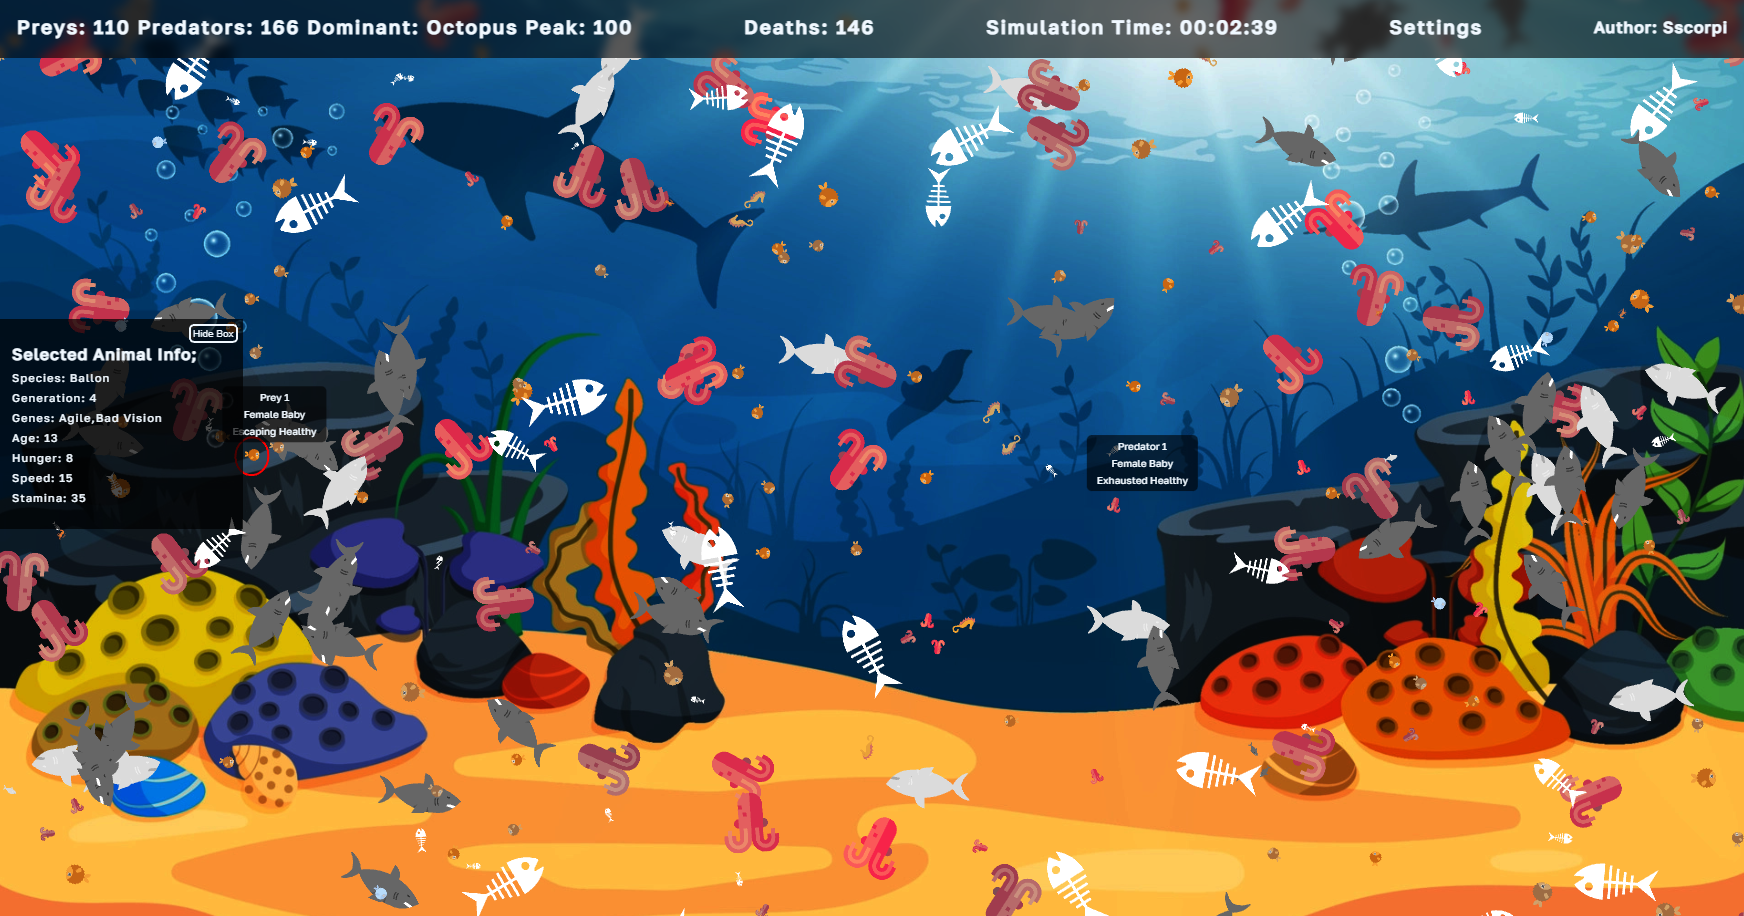 Preys: 110 Predators: 166 Dominant: Octopus Peak: 100
Deaths: 146
Simulation Time: 00:02:39
Settings
Author: Sscorpi
Hide Box
Selected Animal Info;
Species: Ballon
Generation: 4
Genes: Agile,Bad Vision
Age: 13
Hunger: 8
Speed: 15
Stamina: 35
Prey 1
Female Baby
Escaping Healthy
Predator 1
Female Baby
Exhausted Healthy